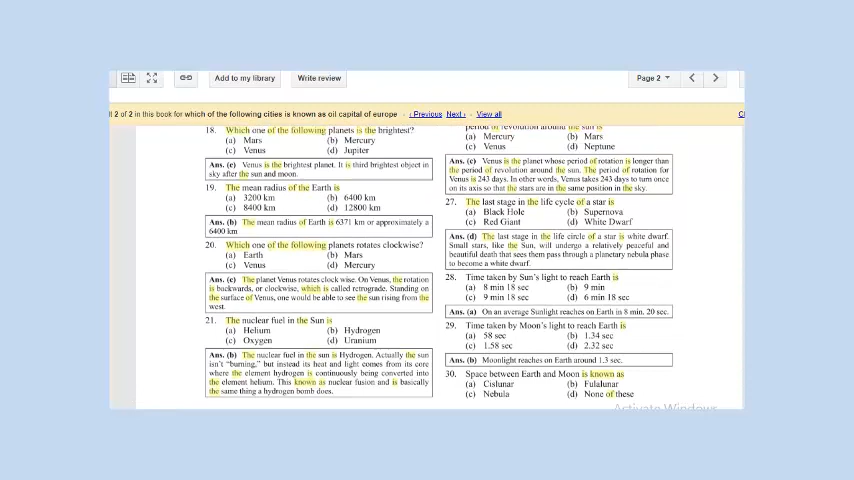 Add to my library
Write review
Page 2
2 of 2 in this book for which of the following cities is known as oil capital of europe - ‹ Previous Next › - View all
18. Which one of the following planets is the brightest?
(a) Mars (b) Mercury
(c) Venus (d) Jupiter
Ans. (c) Venus is the brightest planet. It is third brightest object in
sky after the sun and moon.
19. The mean radius of the Earth is
(a) 3200 km (b) 6400 km
(c) 8400 km (d) 12800 km
Ans. (b) The mean radius of Earth is 6371 km or approximately a
6400 km
20. Which one of the following planets rotates clockwise?
(a) Earth (b) Mars
(c) Venus (d) Mercury
Ans. (c) The planet Venus rotates clock wise. On Venus, the rotation
is backwards, or clockwise, which is called retrograde. Standing on
the surface of Venus, one would be able to see the sun rising from the
west.
21. The nuclear fuel in the Sun is
(a) Helium (b) Hydrogen
(c) Oxygen (d) Uranium
Ans. (b) The nuclear fuel in the sun is Hydrogen. Actually the sun
isn't "burning," but instead its heat and light comes from its core
where the element hydrogen is continuously being converted into
the element helium. This known as nuclear fusion and is basically
the same thing a hydrogen bomb does.
period of revolution around the sun is
(a) Mercury (b) Mars
(c) Venus (d) Neptune
Ans. (c) Venus is the planet whose period of rotation is longer than
the period of revolution around the sun. The period of rotation for
Venus is 243 days. In other words, Venus takes 243 days to turn once
on its axis so that the stars are in the same position in the sky.
27. The last stage in the life cycle of a star is
(a) Black Hole (b) Supernova
(c) Red Giant (d) White Dwarf
Ans. (d) The last stage in the life circle of a star is white dwarf.
Small stars, like the Sun, will undergo a relatively peaceful and
beautiful death that sees them pass through a planetary nebula phase
to become a white dwarf.
28. Time taken by Sun's light to reach Earth is
(a) 8 min 18 sec (b) 9 min
(c) 9 min 18 sec (d) 6 min 18 sec
Ans. (a) On an average Sunlight reaches on Earth in 8 min. 20 sec.
29. Time taken by Moon's light to reach Earth is
(a) 58 sec (b) 1.34 sec
(c) 1.58 sec (d) 2.32 sec
Ans. (b) Moonlight reaches on Earth around 1.3 sec.
30. Space between Earth and Moon is known as
(a) Cislunar (b) Fulalunar
(c) Nebula (d) None of these
Activate Windows